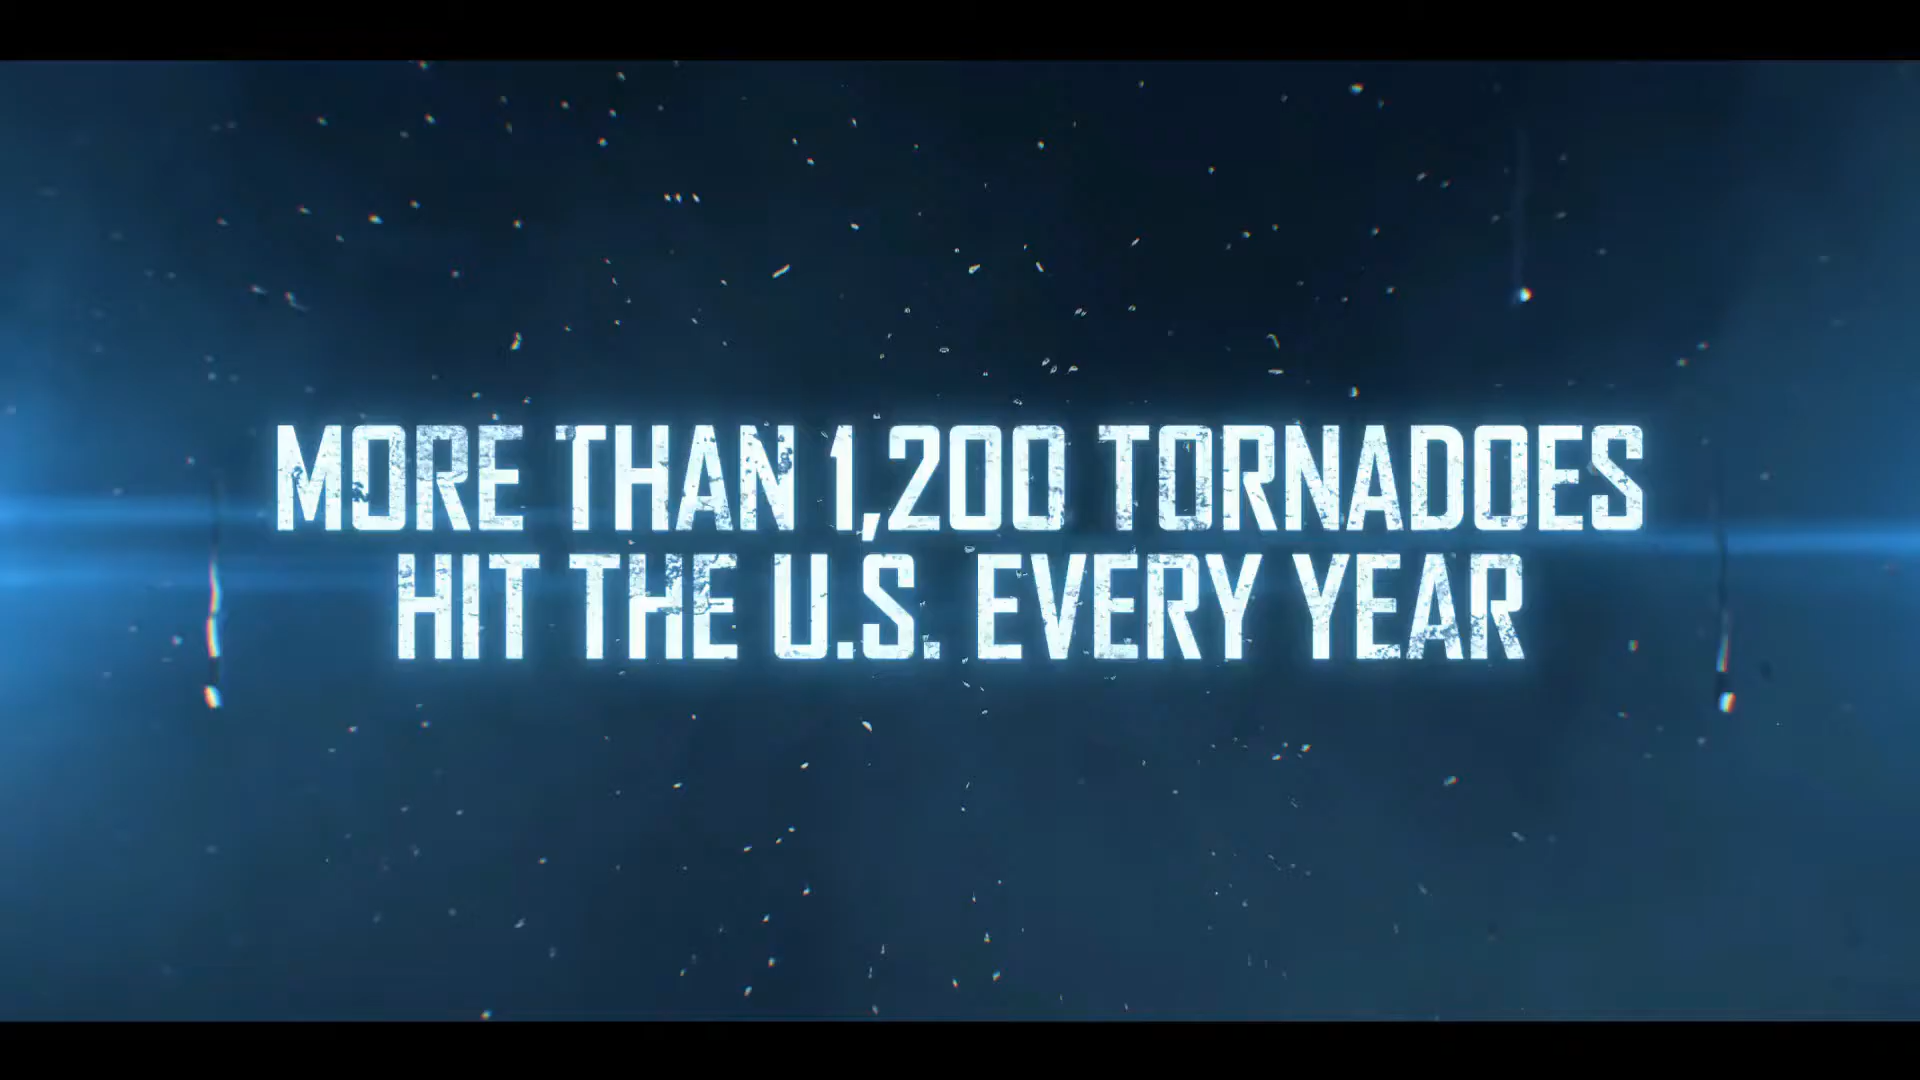 MORE THAN 1,200 TORNADOES
HIT THE U.S. EVERY YEAR